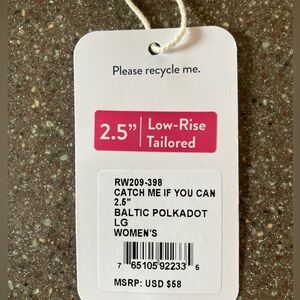 Please recycle me.
2.5" Low-Rise
Tailored
RW209-398
CATCH ME IF YOU CAN
2.5"
BALTIC POLKADOT
LG
WOMEN'S
7 65105 92233 5
MSRP: USD $58